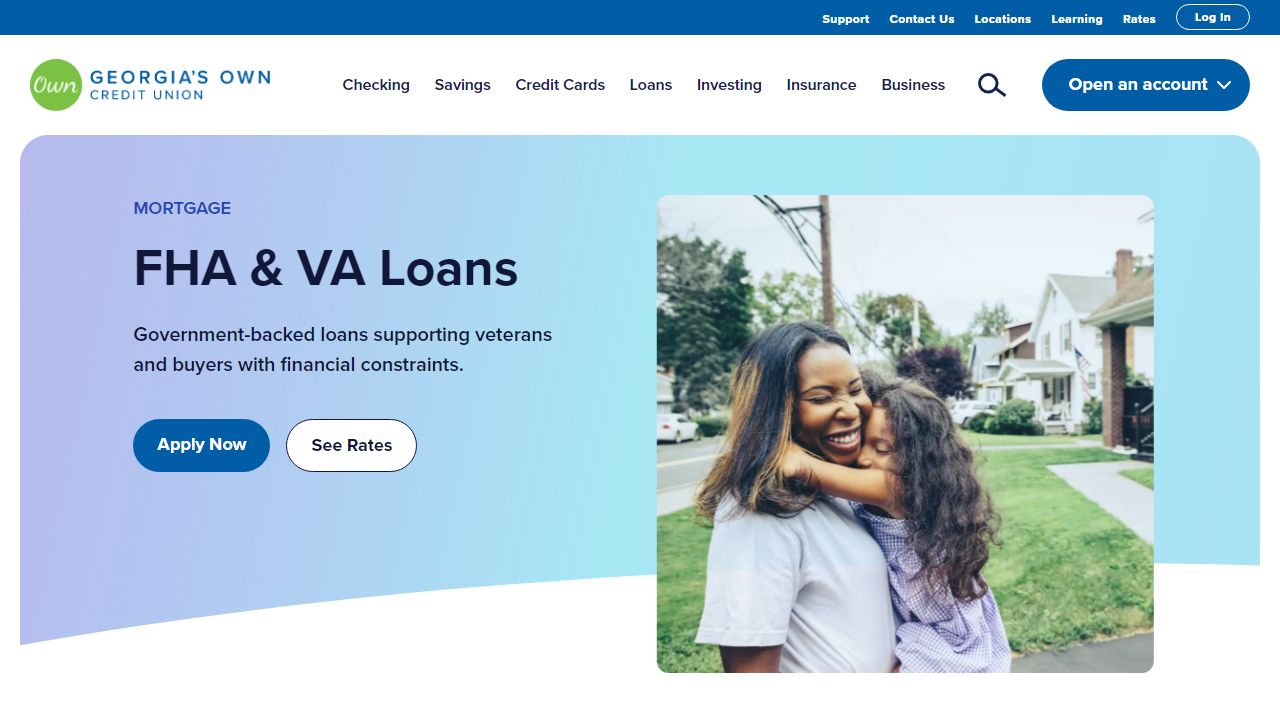 Support Contact Us Locations Learning Rates Log In
Own GEORGIA'S OWN
CREDIT UNION
Checking Savings Credit Cards Loans Investing Insurance Business Open an account
MORTGAGE
FHA & VA Loans
Government-backed loans supporting veterans
and buyers with financial constraints.
Apply Now See Rates